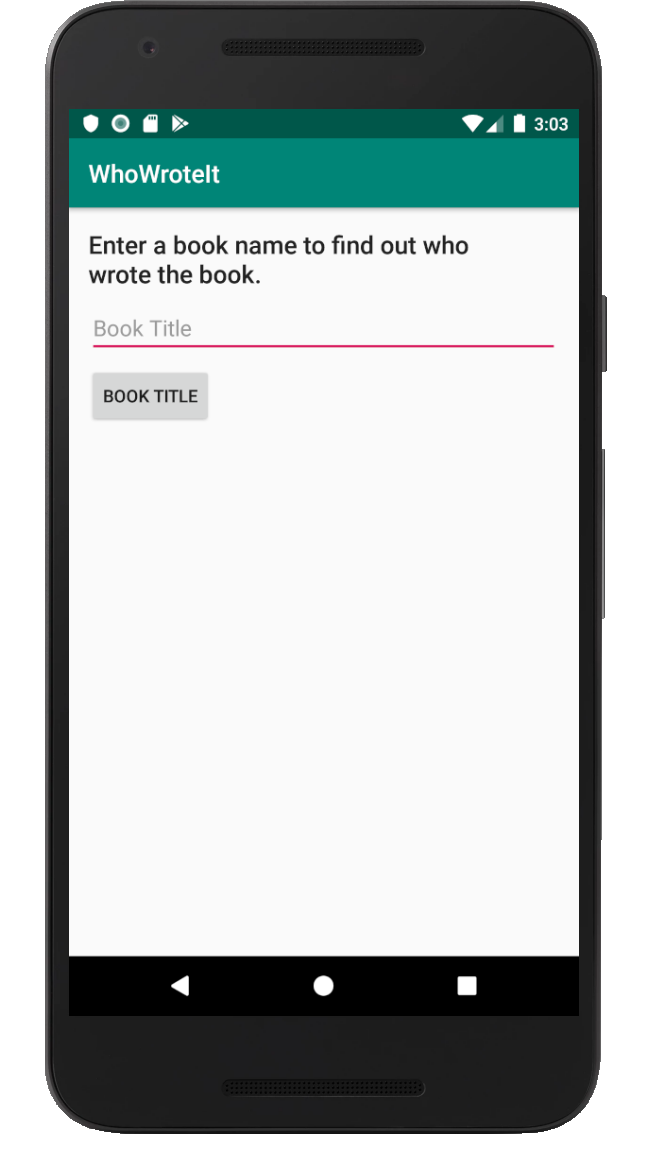 3:03
WhoWroteIt
Enter a book name to find out who
wrote the book.
Book Title
BOOK TITLE